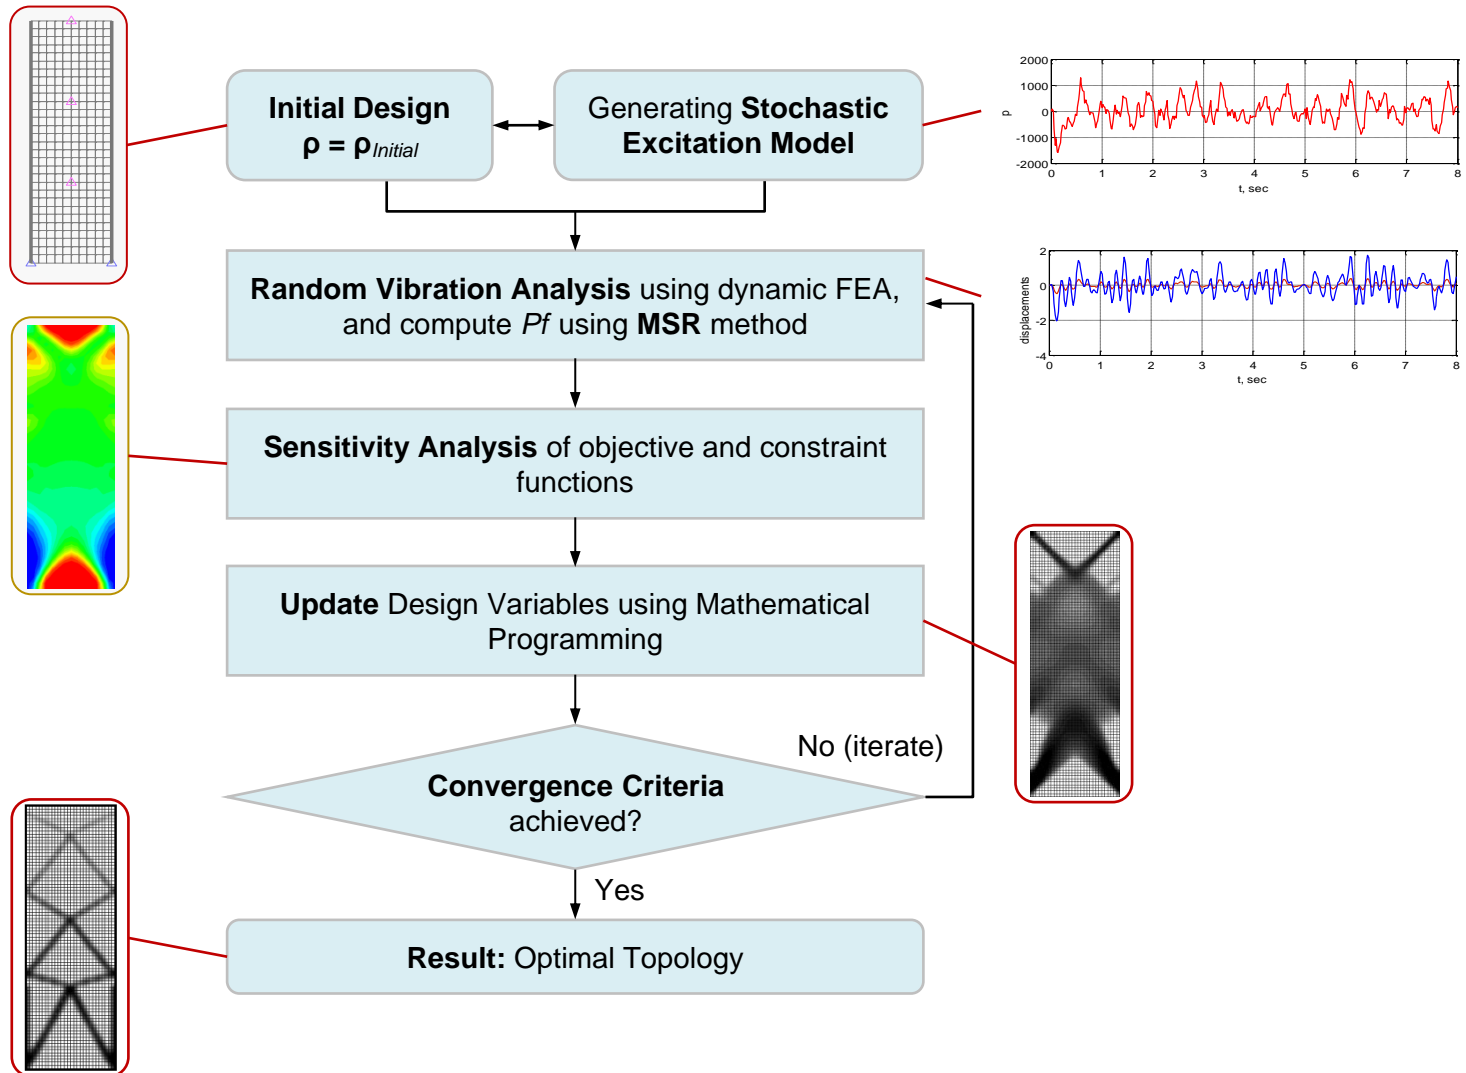 Initial Design
ρ = ρInitial
Generating Stochastic
Excitation Model
2000
1000
0
-1000
-2000
p
0 1 2 3 4 5 6 7 8
t, sec
Random Vibration Analysis using dynamic FEA,
and compute Pf using MSR method
2
0
-2
-4
displacements
0 1 2 3 4 5 6 7 8
t, sec
Sensitivity Analysis of objective and constraint
functions
Update Design Variables using Mathematical
Programming
No (iterate)
Convergence Criteria
achieved?
Yes
Result: Optimal Topology